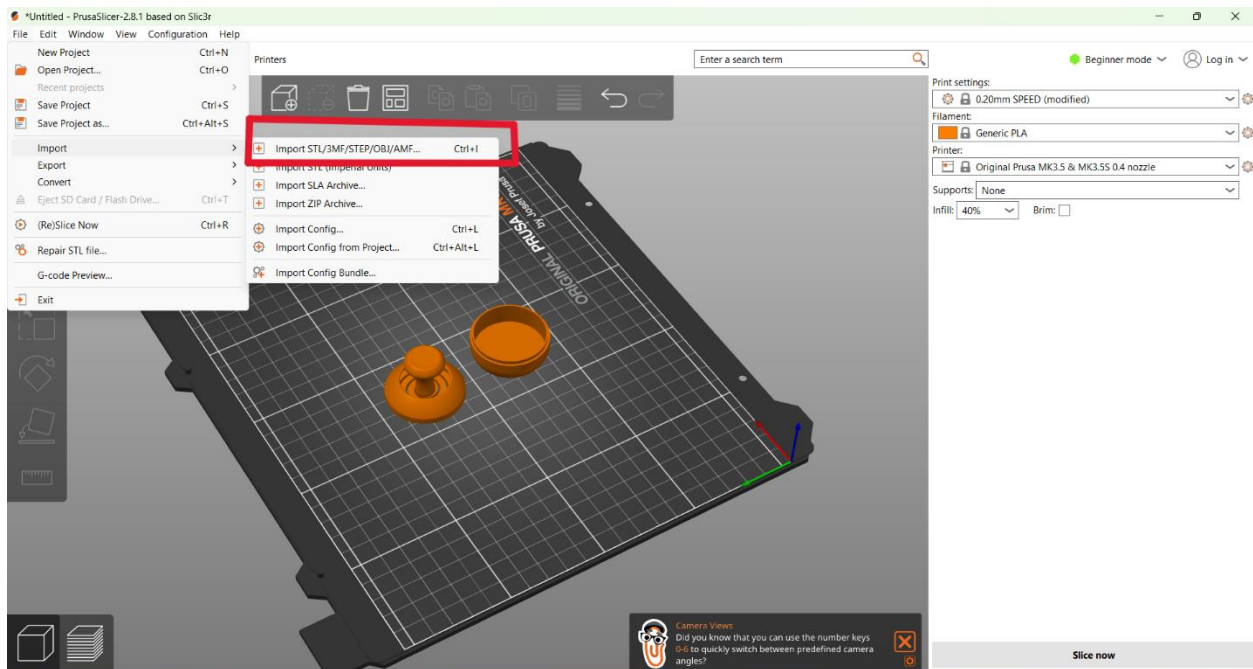 *Untitled - PrusaSlicer-2.8.1 based on Slic3r
File Edit Window View Configuration Help
New Project Ctrl+N
Open Project... Ctrl+O
Recent projects
Save Project Ctrl+S
Save Project as... Ctrl+Alt+S
Import
Export
Convert
Eject SD Card / Flash Drive... Ctrl+T
(Re)Slice Now Ctrl+R
Repair STL file...
G-code Preview...
Exit
Printers
Enter a search term
Beginner mode
Log in
Import STL/3MF/STEP/OBJ/AMF... Ctrl+I
Import STL (Imperial Units)
Import SLA Archive...
Import ZIP Archive...
Import Config... Ctrl+L
Import Config from Project... Ctrl+Alt+L
Import Config Bundle...
ORIGINAL PRUSA MK
by Josef Prusa
Print settings:
0.20mm SPEED (modified)
Filament:
Generic PLA
Printer:
Original Prusa MK3.5 & MK3.5S 0.4 nozzle
Supports: None
Infill: 40% Brim:
Camera Views
Did you know that you can use the number keys
0-6 to quickly switch between predefined camera
angles?
Slice now